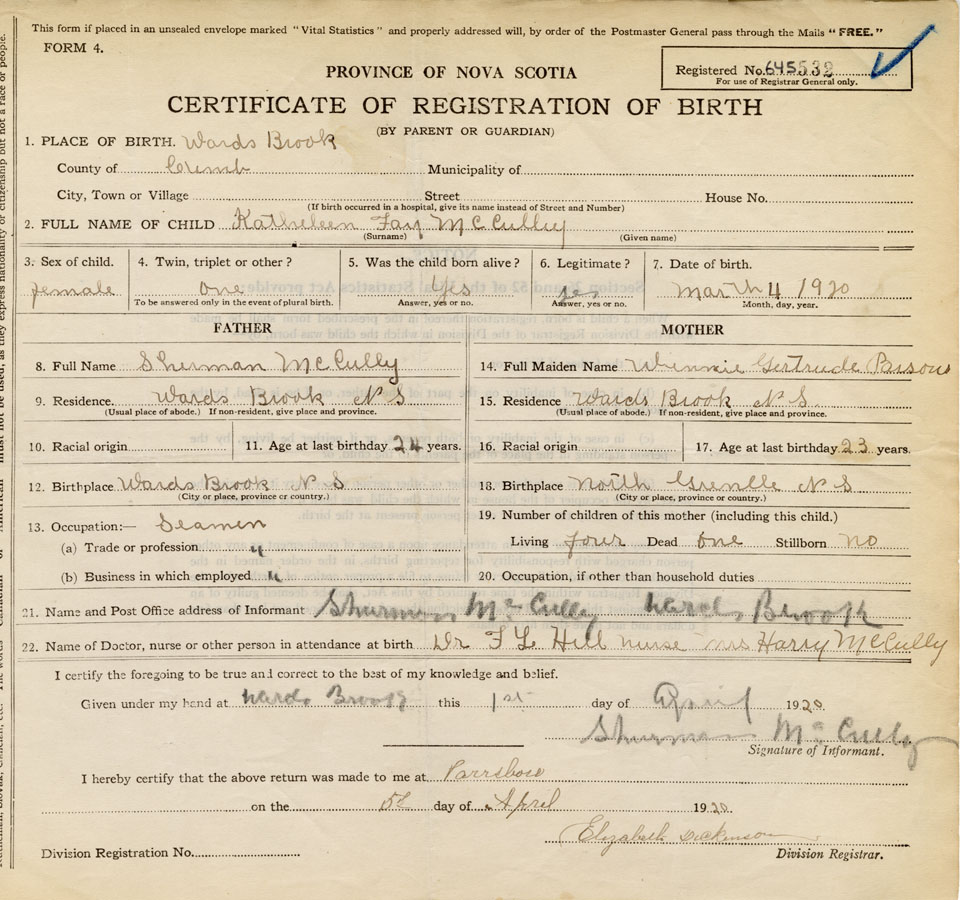 This form if placed in an unsealed envelope marked "Vital Statistics" and properly addressed will, by order of the Postmaster General pass through the Mails "FREE."
FORM 4.
Registered No. 645532
For use of Registrar General only.
PROVINCE OF NOVA SCOTIA
CERTIFICATE OF REGISTRATION OF BIRTH
(BY PARENT OR GUARDIAN)
1. PLACE OF BIRTH. Wards Brook
County of Cumb Municipality of
City, Town or Village Street House No.
(If birth occurred in a hospital, give its name instead of Street and Number)
2. FULL NAME OF CHILD Katheleen Fay McCully
(Surname) (Given name)
3. Sex of child. 4. Twin, triplet or other? 5. Was the child born alive? 6. Legitimate? 7. Date of birth.
female one Yes yes March 4 1920
To be answered only in the event of plural birth. Answer, yes or no. Answer, yes or no. Month, day, year.
FATHER MOTHER
8. Full Name Sherman McCully 14. Full Maiden Name Winnie Gertrude Parsons
9. Residence. Wards Brook N S 15. Residence Wards Brook N S
(Usual place of abode.) If non-resident, give place and province. (Usual place of abode.) If non-resident, give place and province.
10. Racial origin 11. Age at last birthday 24 years. 16. Racial origin 17. Age at last birthday 23 years.
12. Birthplace Wards Brook N S 18. Birthplace North Grenville N S
(City or place, province or country.) (City or place, province or country.)
13. Occupation:— Seamen 19. Number of children of this mother (including this child.)
(a) Trade or profession " Living four Dead one Stillborn no
(b) Business in which employed " 20. Occupation, if other than household duties
21. Name and Post Office address of Informant Shurman McCully Wards Brook
22. Name of Doctor, nurse or other person in attendance at birth Dr F L Hill nurse mrs Harry McCully
I certify the foregoing to be true and correct to the best of my knowledge and belief.
Given under my hand at Wards Brook this 1st day of April 1920
Shurman McCully
Signature of Informant.
I hereby certify that the above return was made to me at Parrsboro
on the day of April 1920
Elizabeth Dickinson
Division Registration No. Division Registrar.